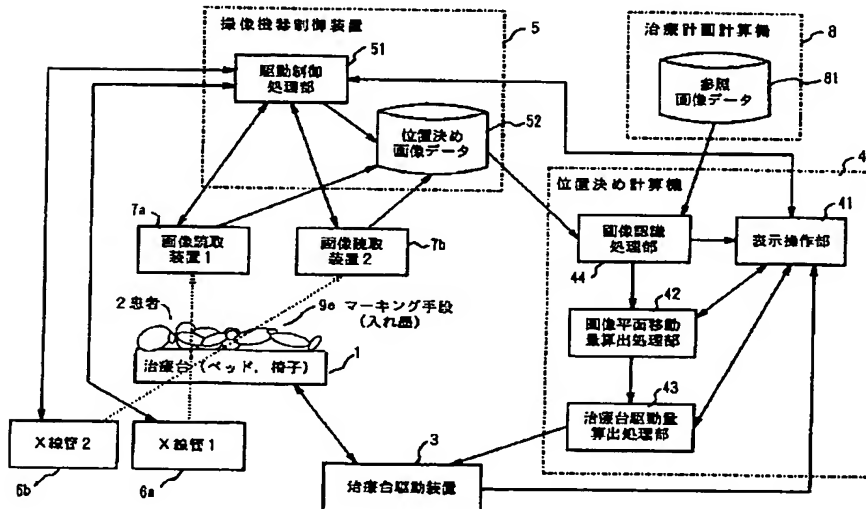 撮像機器制御装置
5
51
駆動制御
処理部
位置決め
画像データ
52
治療計画計算機
8
参照
画像データ
81
4
位置決め計算機
41
表示操作部
画像認識
処理部
44
42
画像平面移動
量算出処理部
43
治療台駆動量
算出処理部
7a
画像読取
装置1
画像読取
装置2
7b
2患者
9e マーキング手段
(入れ墨)
治療台(ベッド,椅子)
1
X線管2
6b
X線管1
6a
3
治療台駆動装置